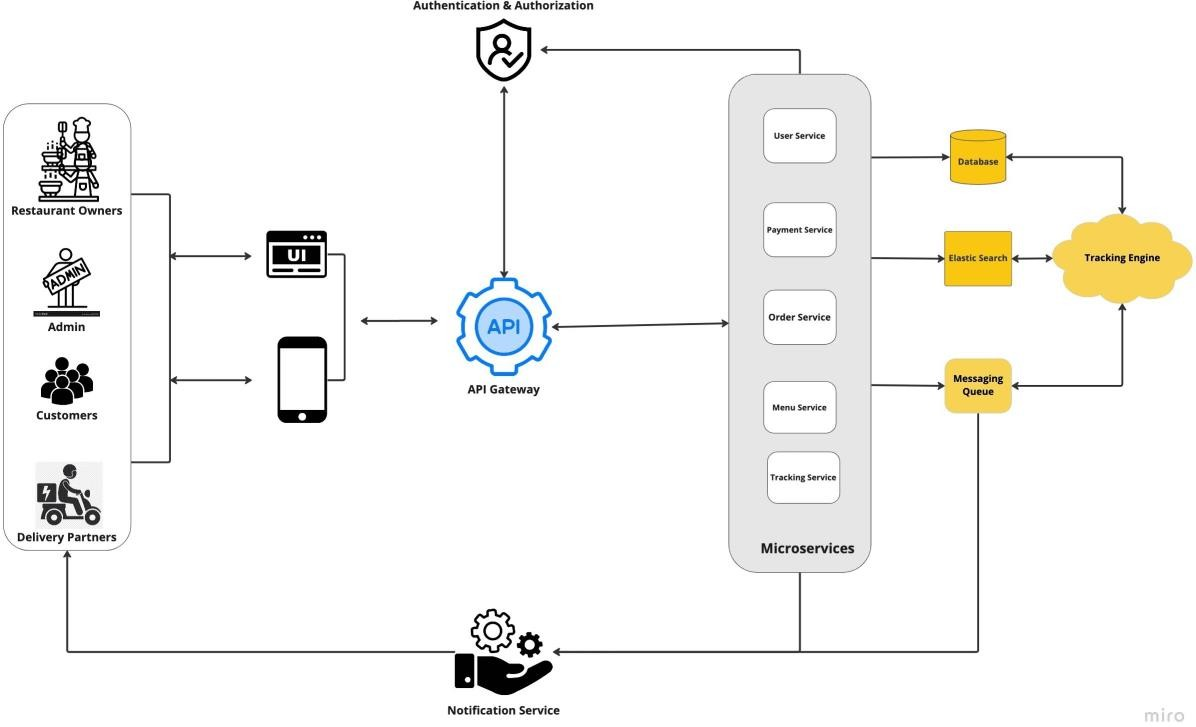 Authentication & Authorization
Restaurant Owners
ADMIN
Admin
Customers
Delivery Partners
UI
API
API Gateway
User Service
Payment Service
Order Service
Menu Service
Tracking Service
Microservices
Database
Elastic Search
Messaging
Queue
Tracking Engine
Notification Service
miro